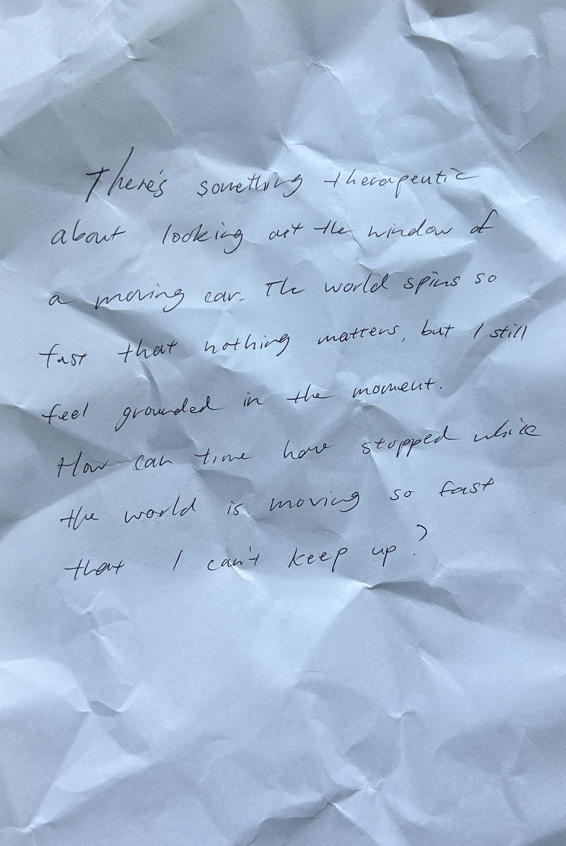 There's something therapeutic
about looking out the window of
a moving car. The world spins so
fast that nothing matters, but I still
feel grounded in the moment.
How can time have stopped while
the world is moving so fast
that I can't keep up?